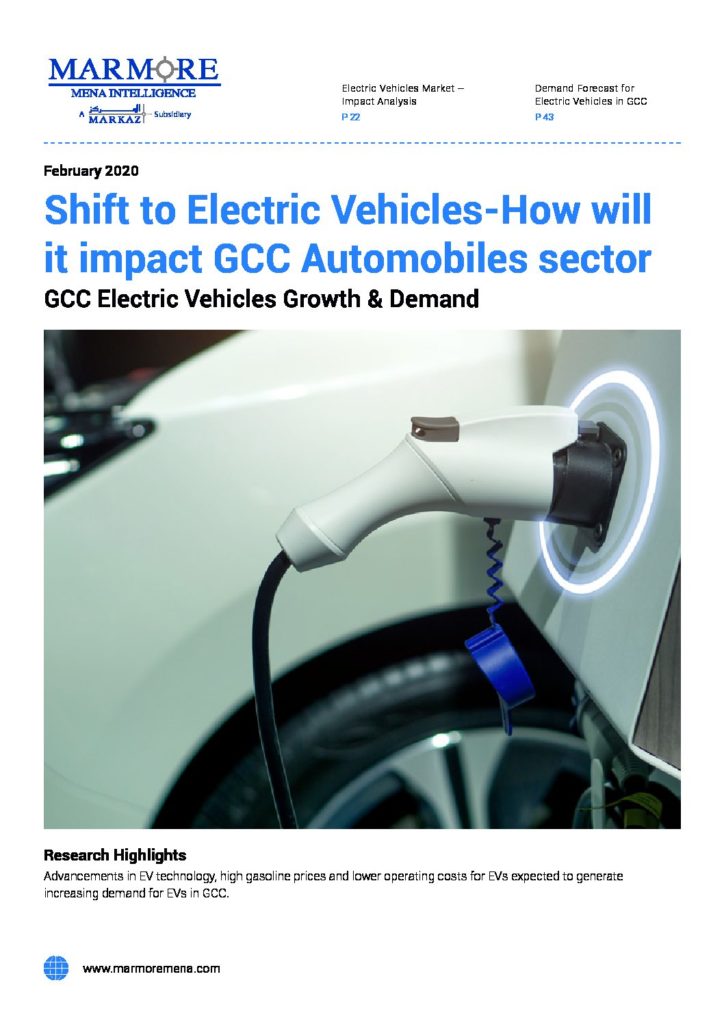 MARMORE
MENA INTELLIGENCE
A المركز MARKAZ Subsidiary
Electric Vehicles Market –
Impact Analysis
P 22
Demand Forecast for
Electric Vehicles in GCC
P 43
February 2020
Shift to Electric Vehicles-How will
it impact GCC Automobiles sector
GCC Electric Vehicles Growth & Demand
Research Highlights
Advancements in EV technology, high gasoline prices and lower operating costs for EVs expected to generate
increasing demand for EVs in GCC.
www.marmoremena.com